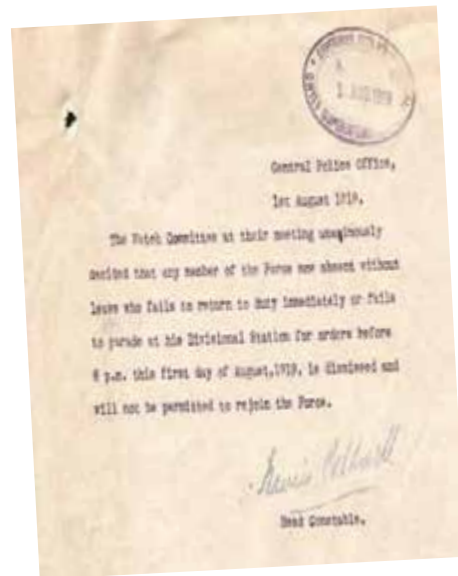 1 AUG 1919
Central Police Office,
1st August 1919.
The Watch Committee at their meeting unanimously
decided that any member of the Force now absent without
leave who fails to return to duty immediately or fails
to parade at his Divisional Station for orders before
8 p.m. this first day of August,1919, is dismissed and
will not be permitted to rejoin the Force.
Head Constable.